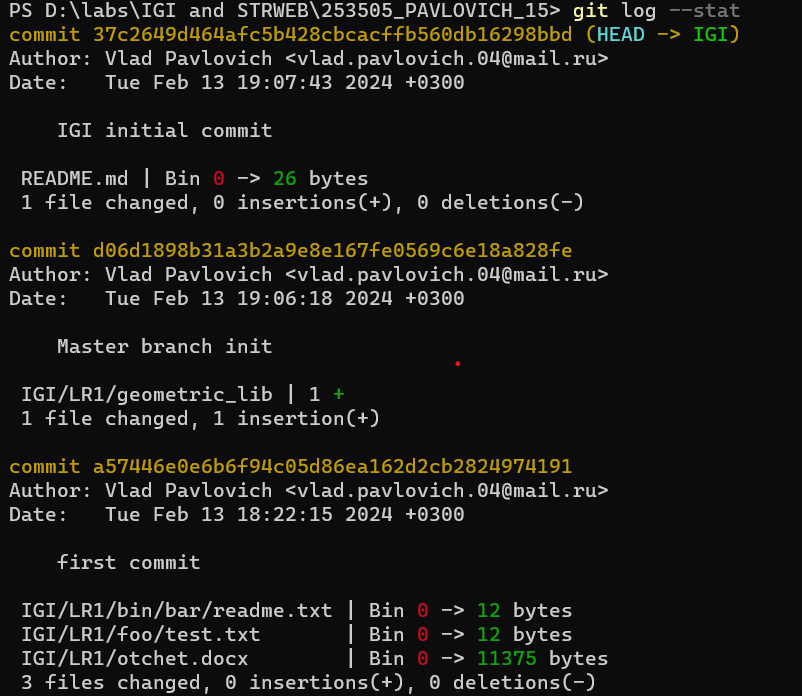 PS D:\labs\IGI and STRWEB\253505_PAVLOVICH_15> git log --stat
commit 37c2649d464afc5b428cbcacffb560db16298bbd (HEAD -> IGI)
Author: Vlad Pavlovich <vlad.pavlovich.04@mail.ru>
Date:   Tue Feb 13 19:07:43 2024 +0300
IGI initial commit
README.md | Bin 0 -> 26 bytes
1 file changed, 0 insertions(+), 0 deletions(-)
commit d06d1898b31a3b2a9e8e167fe0569c6e18a828fe
Author: Vlad Pavlovich <vlad.pavlovich.04@mail.ru>
Date:   Tue Feb 13 19:06:18 2024 +0300
Master branch init
IGI/LR1/geometric_lib | 1 +
1 file changed, 1 insertion(+)
commit a57446e0e6b6f94c05d86ea162d2cb2824974191
Author: Vlad Pavlovich <vlad.pavlovich.04@mail.ru>
Date:   Tue Feb 13 18:22:15 2024 +0300
first commit
IGI/LR1/bin/bar/readme.txt | Bin 0 -> 12 bytes
IGI/LR1/foo/test.txt       | Bin 0 -> 12 bytes
IGI/LR1/otchet.docx        | Bin 0 -> 11375 bytes
3 files changed, 0 insertions(+), 0 deletions(-)